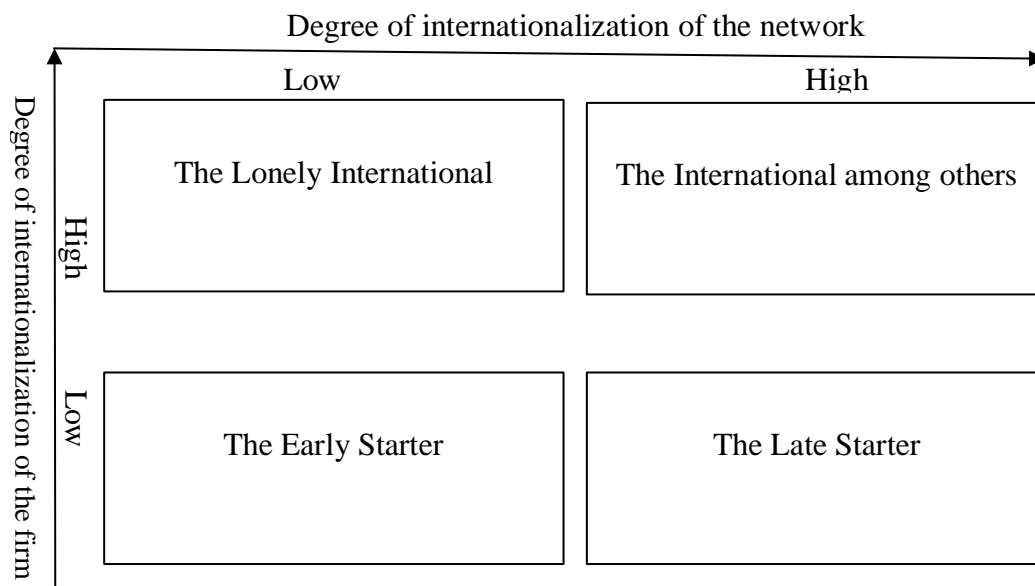 Degree of internationalization of the network
Low
High
Degree of internationalization of the firm
High
The Lonely International
The International among others
Low
The Early Starter
The Late Starter